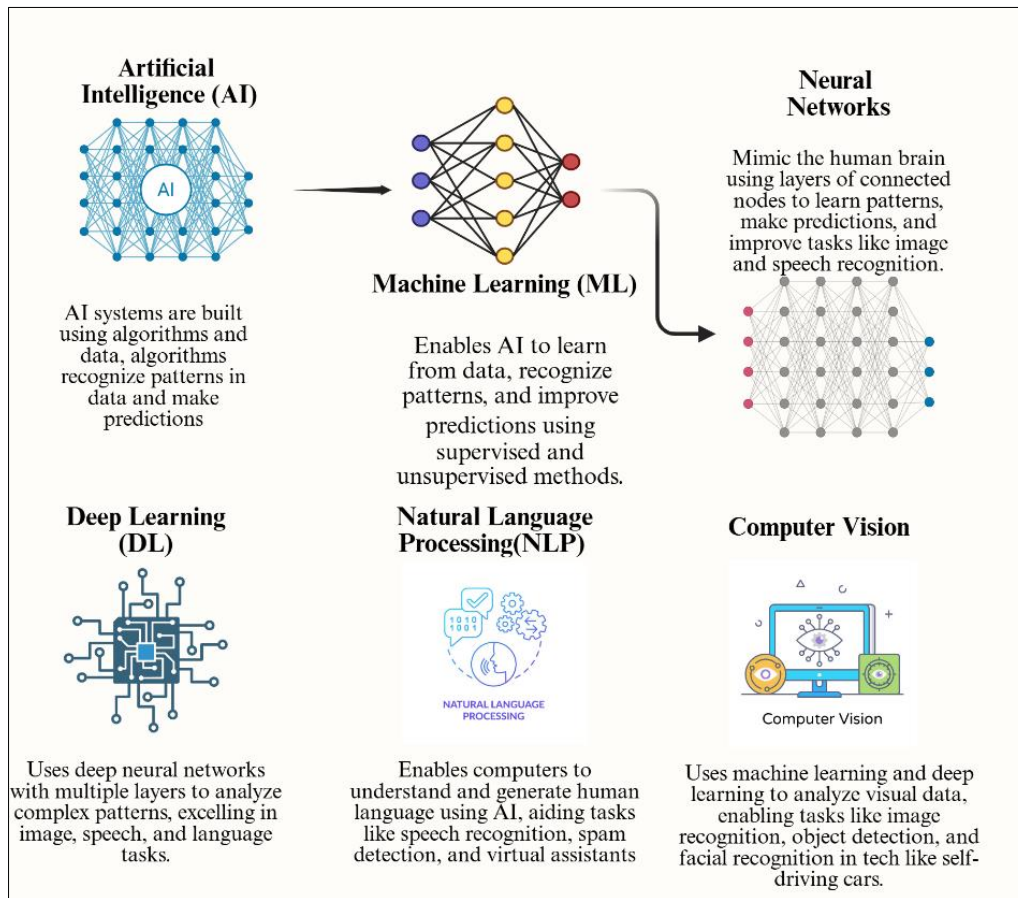 Artificial
Intelligence (AI)
AI
AI systems are built
using algorithms and
data, algorithms
recognize patterns in
data and make
predictions
Machine Learning (ML)
Enables AI to learn
from data, recognize
patterns, and improve
predictions using
supervised and
unsupervised methods.
Neural
Networks
Mimic the human brain
using layers of connected
nodes to learn patterns,
make predictions, and
improve tasks like image
and speech recognition.
Deep Learning
(DL)
Uses deep neural networks
with multiple layers to analyze
complex patterns, excelling in
image, speech, and language
tasks.
Natural Language
Processing(NLP)
1010
1001
NATURAL LANGUAGE
PROCESSING
Enables computers to
understand and generate human
language using AI, aiding tasks
like speech recognition, spam
detection, and virtual assistants
Computer Vision
Computer Vision
Uses machine learning and deep
learning to analyze visual data,
enabling tasks like image
recognition, object detection, and
facial recognition in tech like self-
driving cars.